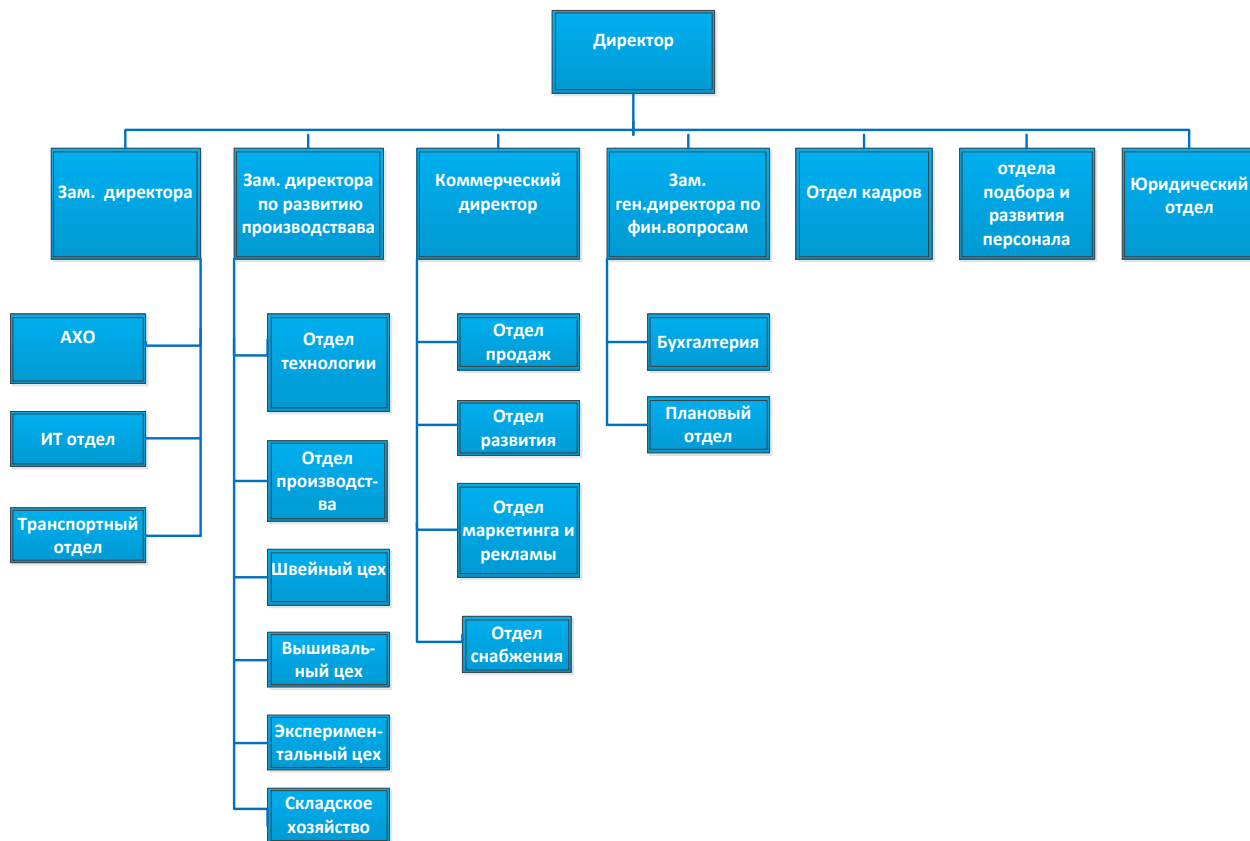 Директор
Зам. директора
Зам. директора
по развитию
производствава
Коммерческий
директор
Зам.
ген.директора по
фин.вопросам
Отдел кадров
отдела
подбора и
развития
персонала
Юридический
отдел
АХО
ИТ отдел
Транспортный
отдел
Отдел
технологии
Отдел
производст-
ва
Швейный цех
Вышиваль-
ный цех
Эксперимен-
тальный цех
Складское
хозяйство
Отдел
продаж
Отдел
развития
Отдел
маркетинга и
рекламы
Отдел
снабжения
Бухгалтерия
Плановый
отдел